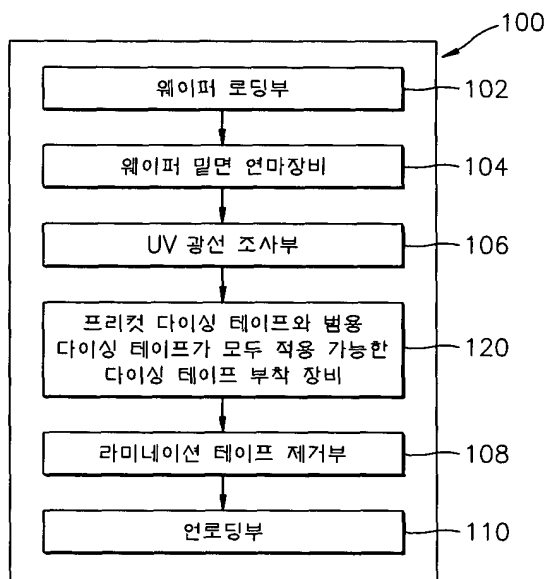 100
웨이퍼 로딩부
102
웨이퍼 밑면 연마장비
104
UV 광선 조사부
106
프리컷 다이싱 테이프와 범용
다이싱 테이프가 모두 적용 가능한
다이싱 테이프 부착 장비
120
라미네이션 테이프 제거부
108
언로딩부
110